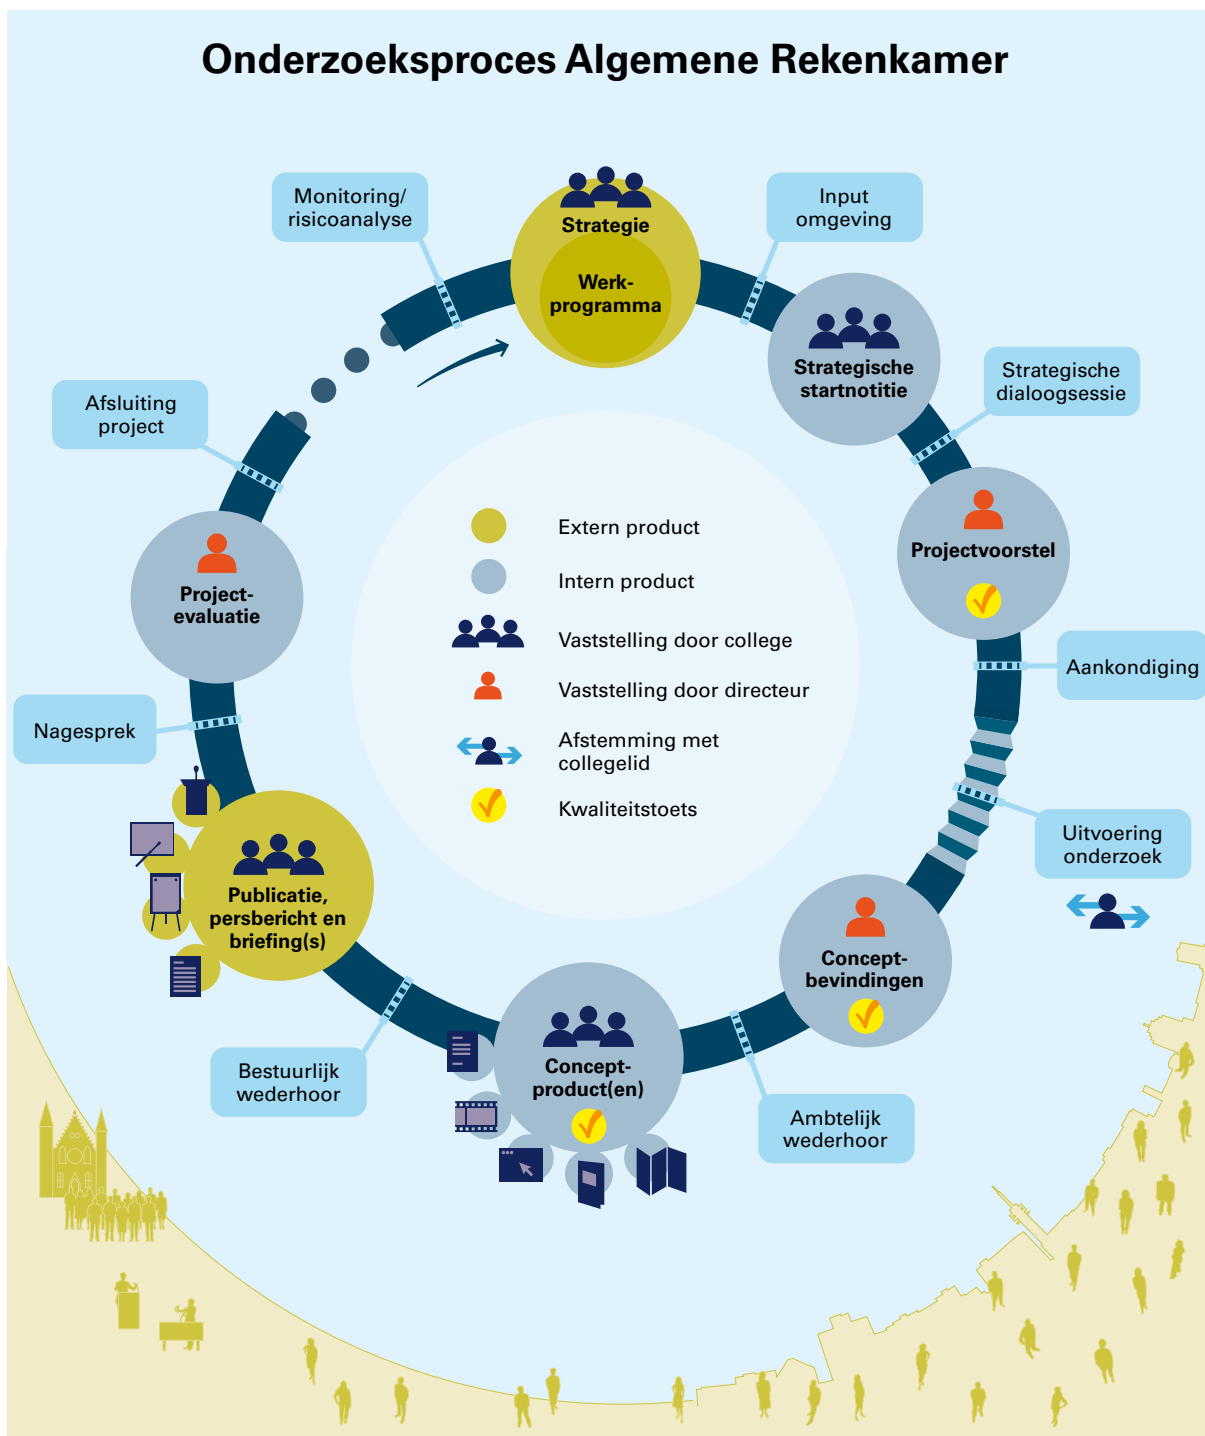 Onderzoeksproces Algemene Rekenkamer
Monitoring/
risicoanalyse
Strategie
Werk-
programma
Input
omgeving
Strategische
startnotitie
Strategische
dialoogsessie
Projectvoorstel
Aankondiging
Uitvoering
onderzoek
Concept-
bevindingen
Ambtelijk
wederhoor
Concept-
product(en)
Bestuurlijk
wederhoor
Publicatie,
persbericht en
briefing(s)
Nagesprek
Project-
evaluatie
Afsluiting
project
Extern product
Intern product
Vaststelling door college
Vaststelling door directeur
Afstemming met
collegelid
Kwaliteitstoets